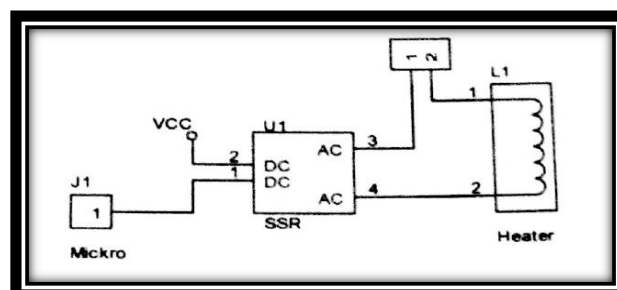 1 2
L1
1
U1
VCC
AC 3
2 DC
1 DC
J1
1
AC 4
2
SSR
Mickro
Heater